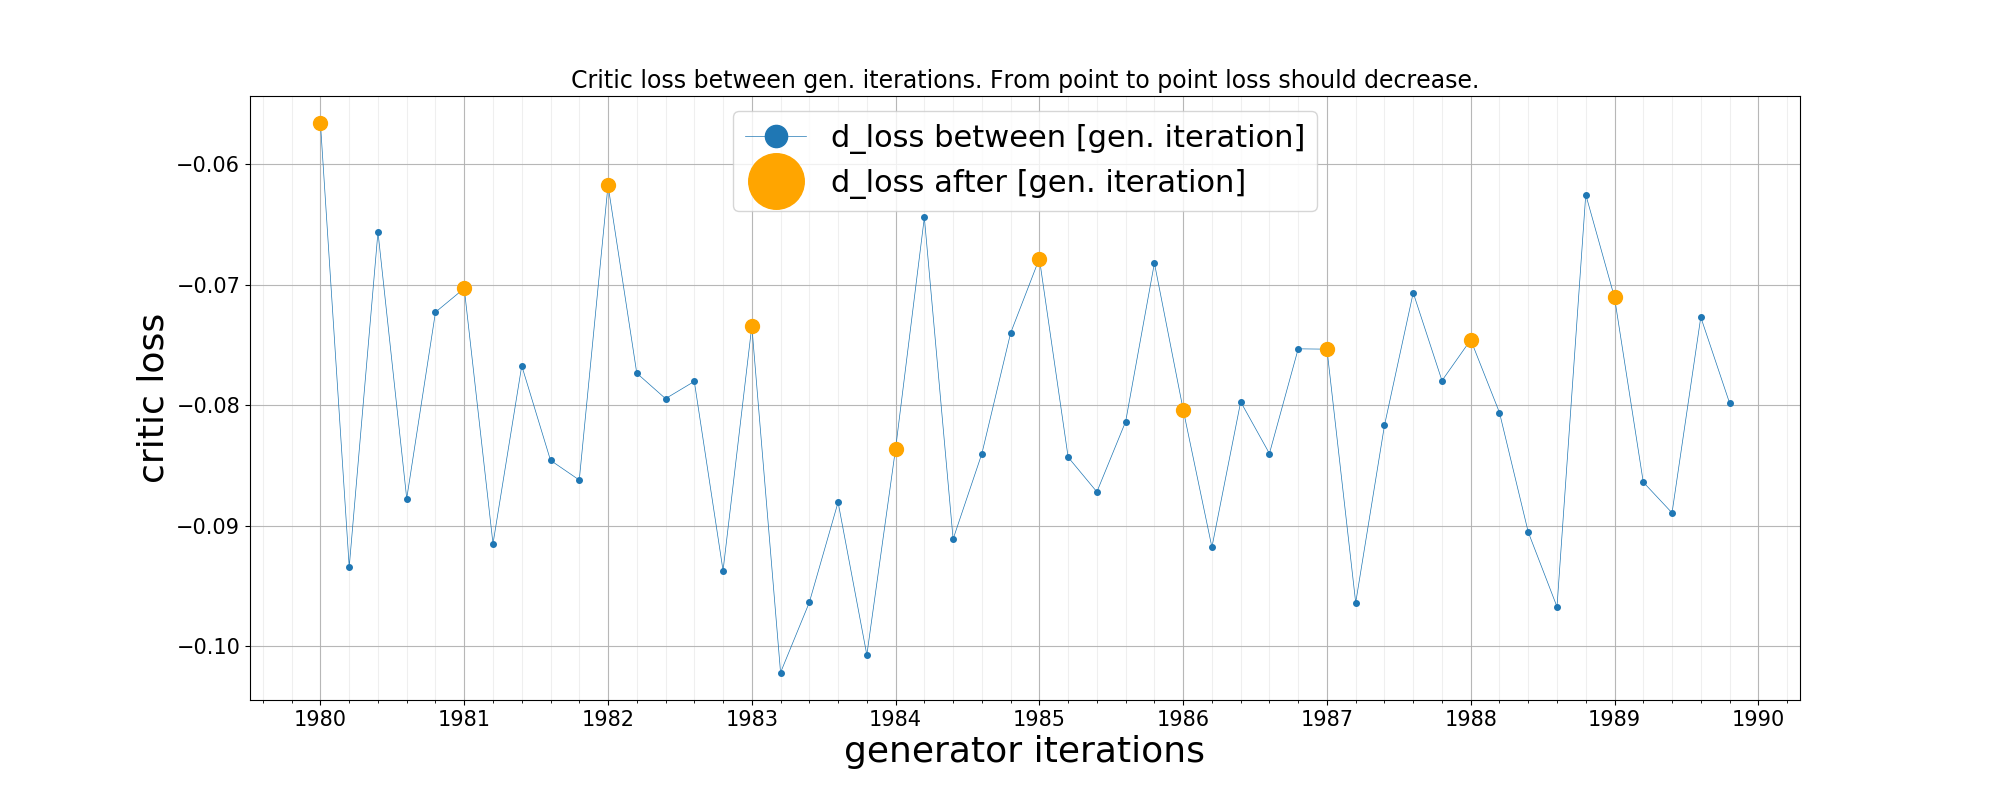 Critic loss between gen. iterations. From point to point loss should decrease.
d_loss between [gen. iteration]
d_loss after [gen. iteration]
critic loss
−0.06
−0.07
−0.08
−0.09
−0.10
1980 1981 1982 1983 1984 1985 1986 1987 1988 1989 1990
generator iterations